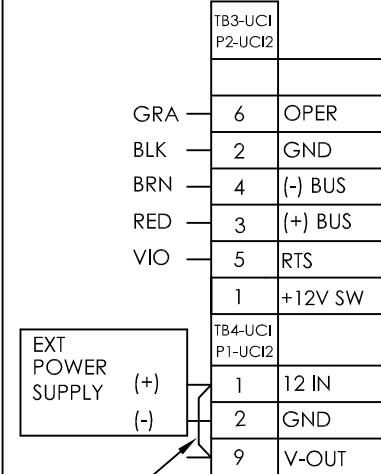 TB3-UCI
P2-UCI2
GRA 6 OPER
BLK 2 GND
BRN 4 (-) BUS
RED 3 (+) BUS
VIO 5 RTS
1 +12V SW
TB4-UCI
P1-UCI2
EXT
POWER
SUPPLY
(+) 1 12 IN
(-) 2 GND
9 V-OUT